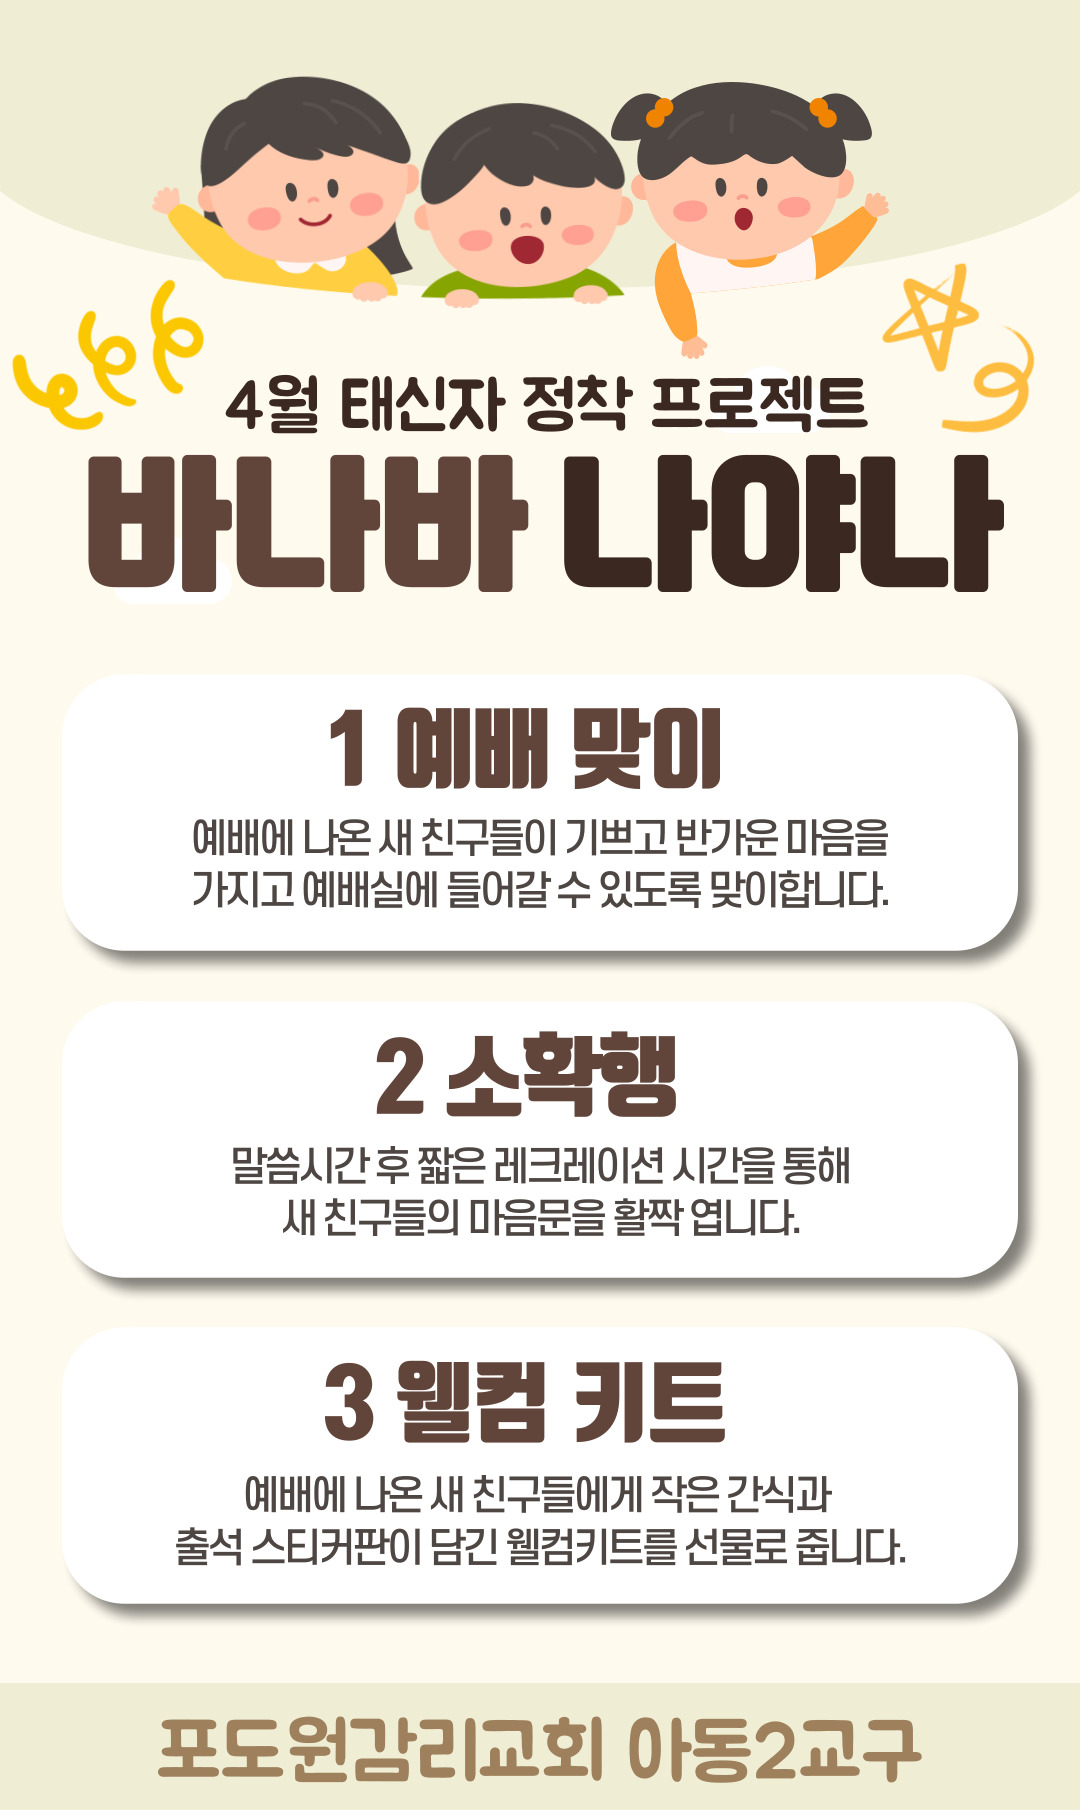 4월 태신자 정착 프로젝트
바나바 나야나
1 예배 맞이
예배에 나온 새 친구들이 기쁘고 반가운 마음을
가지고 예배실에 들어갈 수 있도록 맞이합니다.
2 소확행
말씀시간 후 짧은 레크레이션 시간을 통해
새 친구들의 마음문을 활짝 엽니다.
3 웰컴 키트
예배에 나온 새 친구들에게 작은 간식과
출석 스티커판이 담긴 웰컴키트를 선물로 줍니다.
포도원감리교회 아동2교구